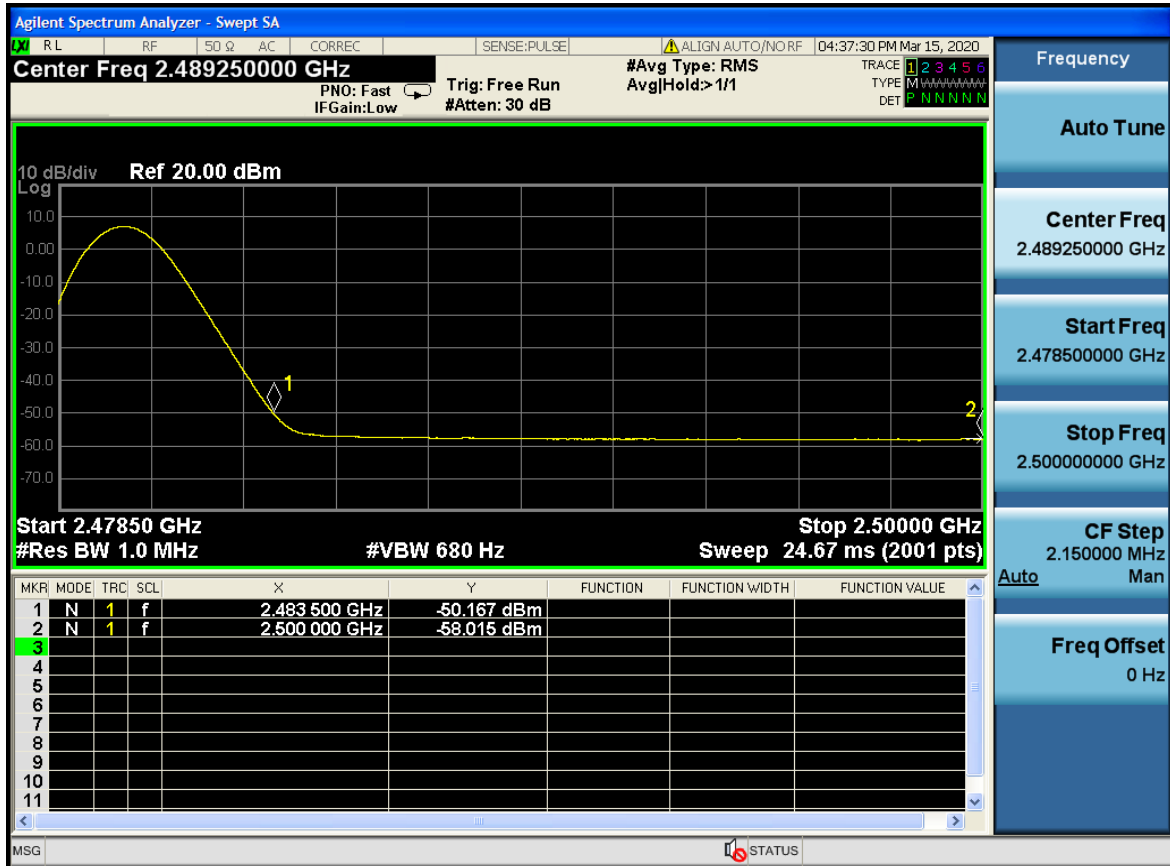 Agilent Spectrum Analyzer - Swept SA
LXI RL RF 50 Ω AC CORREC SENSE:PULSE ALIGN AUTO/NO RF 04:37:30 PM Mar 15, 2020
Center Freq 2.489250000 GHz
PNO: Fast
IFGain:Low
Trig: Free Run
#Atten: 30 dB
#Avg Type: RMS
Avg|Hold:>1/1
TRACE 1 2 3 4 5 6
TYPE M W W W W W
DET P N N N N N
10 dB/div Ref 20.00 dBm
Log
10.0
0.00
-10.0
-20.0
-30.0
-40.0
-50.0
-60.0
-70.0
1
2
Start 2.47850 GHz Stop 2.50000 GHz
#Res BW 1.0 MHz #VBW 680 Hz Sweep 24.67 ms (2001 pts)
MKR MODE TRC SCL X Y FUNCTION FUNCTION WIDTH FUNCTION VALUE
1 N 1 f 2.483 500 GHz -50.167 dBm
2 N 1 f 2.500 000 GHz -58.015 dBm
3
4
5
6
7
8
9
10
11
MSG STATUS
Frequency
Auto Tune
Center Freq
2.489250000 GHz
Start Freq
2.478500000 GHz
Stop Freq
2.500000000 GHz
CF Step
2.150000 MHz
Auto Man
Freq Offset
0 Hz